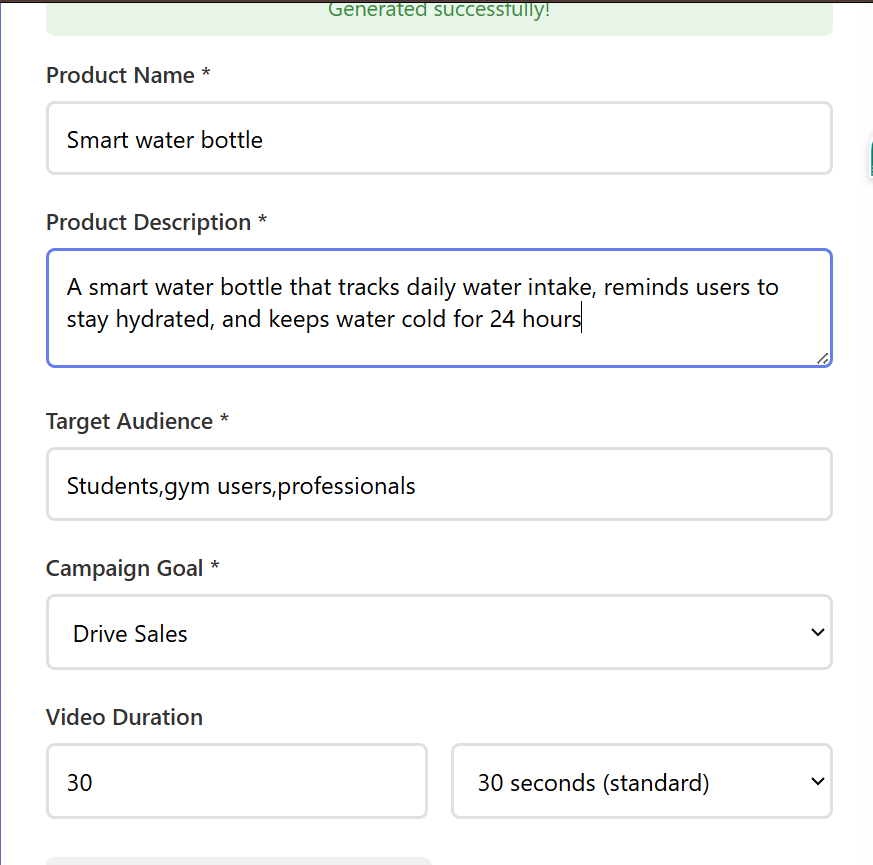 Generated successfully!
Product Name *
Smart water bottle
Product Description *
A smart water bottle that tracks daily water intake, reminds users to
stay hydrated, and keeps water cold for 24 hours
Target Audience *
Students,gym users,professionals
Campaign Goal *
Drive Sales
Video Duration
30
30 seconds (standard)